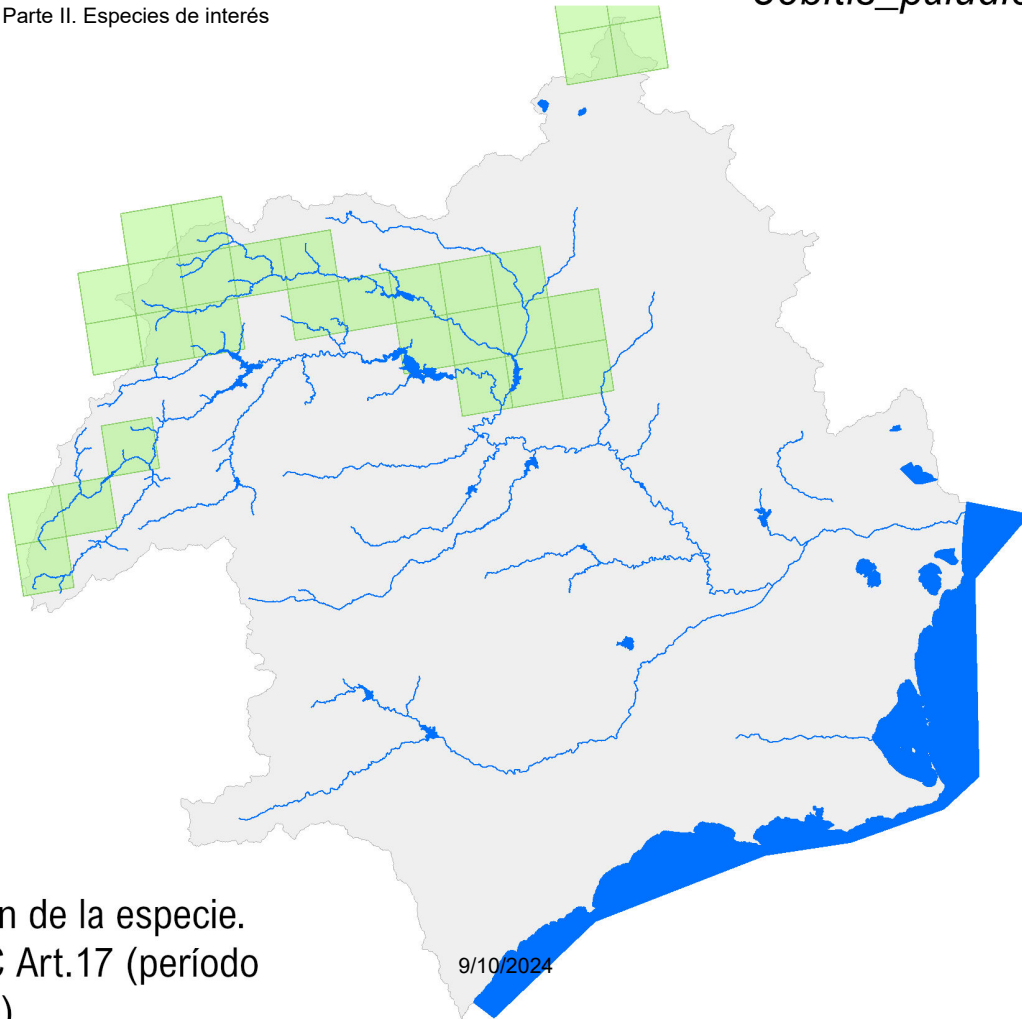 Parte II. Especies de interés
de la especie.
Art.17 (período
9/10/2024
)